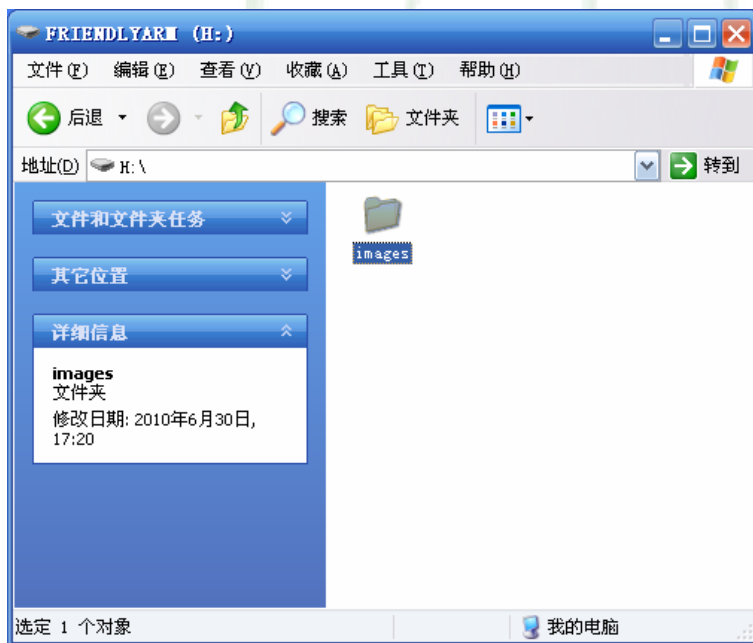 FRIENDLYARM (H:)
文件(F) 编辑(E) 查看(V) 收藏(A) 工具(T) 帮助(H)
后退 搜索 文件夹
地址(D) H:\ 转到
文件和文件夹任务
其它位置
详细信息
images
文件夹
修改日期: 2010年6月30日,
17:20
images
选定 1 个对象 我的电脑